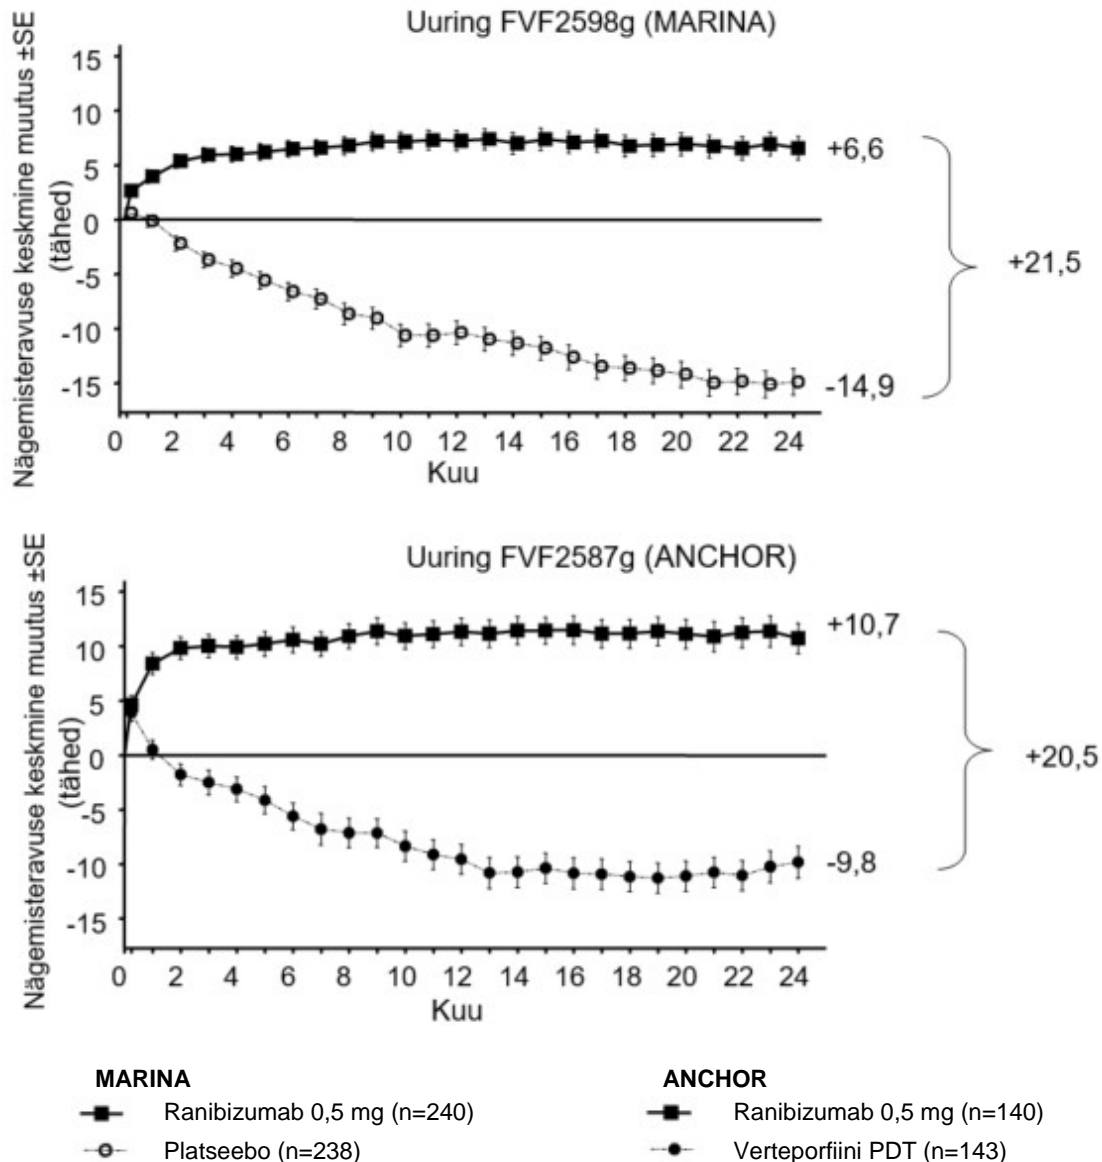 Uuring FVF2598g (MARINA)
Nägemisteravuse keskmine muutus ±SE
(tähed)
15
10
5
0
-5
-10
-15
+6,6
+21,5
-14,9
0 2 4 6 8 10 12 14 16 18 20 22 24
Kuu
Uuring FVF2587g (ANCHOR)
Nägemisteravuse keskmine muutus ±SE
(tähed)
15
10
5
0
-5
-10
-15
+10,7
+20,5
-9,8
0 2 4 6 8 10 12 14 16 18 20 22 24
Kuu
MARINA
Ranibizumab 0,5 mg (n=240)
Platseebo (n=238)
ANCHOR
Ranibizumab 0,5 mg (n=140)
Verteporfiini PDT (n=143)